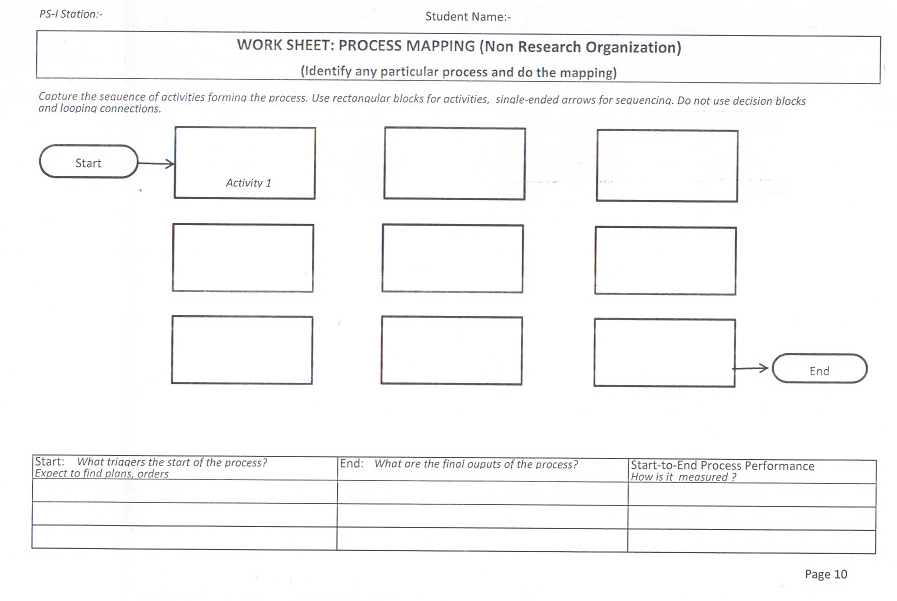 PS-I Station:-
Student Name:-
WORK SHEET: PROCESS MAPPING (Non Research Organization)
(Identify any particular process and do the mapping)
Capture the sequence of activities forming the process. Use rectangular blocks for activities, single-ended arrows for sequencing. Do not use decision blocks
and looping connections.
Start
Activity 1
End
Start: What triggers the start of the process?
Expect to find plans, orders
End: What are the final ouputs of the process?
Start-to-End Process Performance
How is it measured ?
Page 10